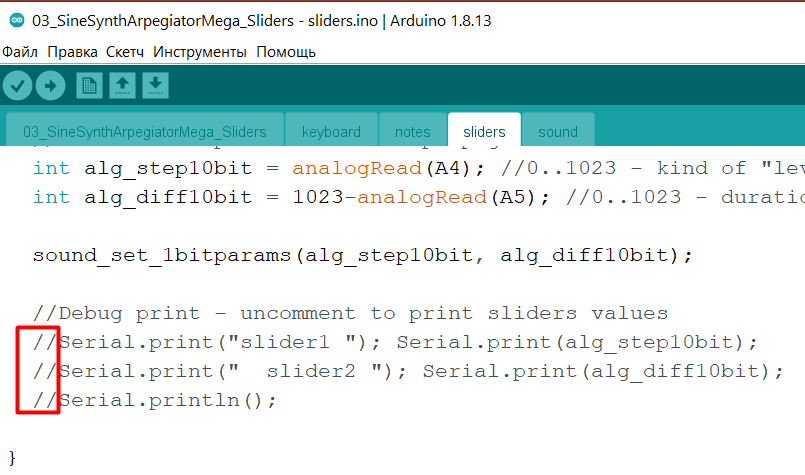 03_SineSynthArpegiatorMega_Sliders - sliders.ino | Arduino 1.8.13
Файл Правка Скетч Инструменты Помощь
03_SineSynthArpegiatorMega_Sliders keyboard notes sliders sound
int alg_step10bit = analogRead(A4); //0..1023 - kind of "lev
int alg_diff10bit = 1023-analogRead(A5); //0..1023 - duratio
sound_set_1bitparams(alg_step10bit, alg_diff10bit);
//Debug print - uncomment to print sliders values
//Serial.print("slider1 "); Serial.print(alg_step10bit);
//Serial.print("  slider2 "); Serial.print(alg_diff10bit);
//Serial.println();
}